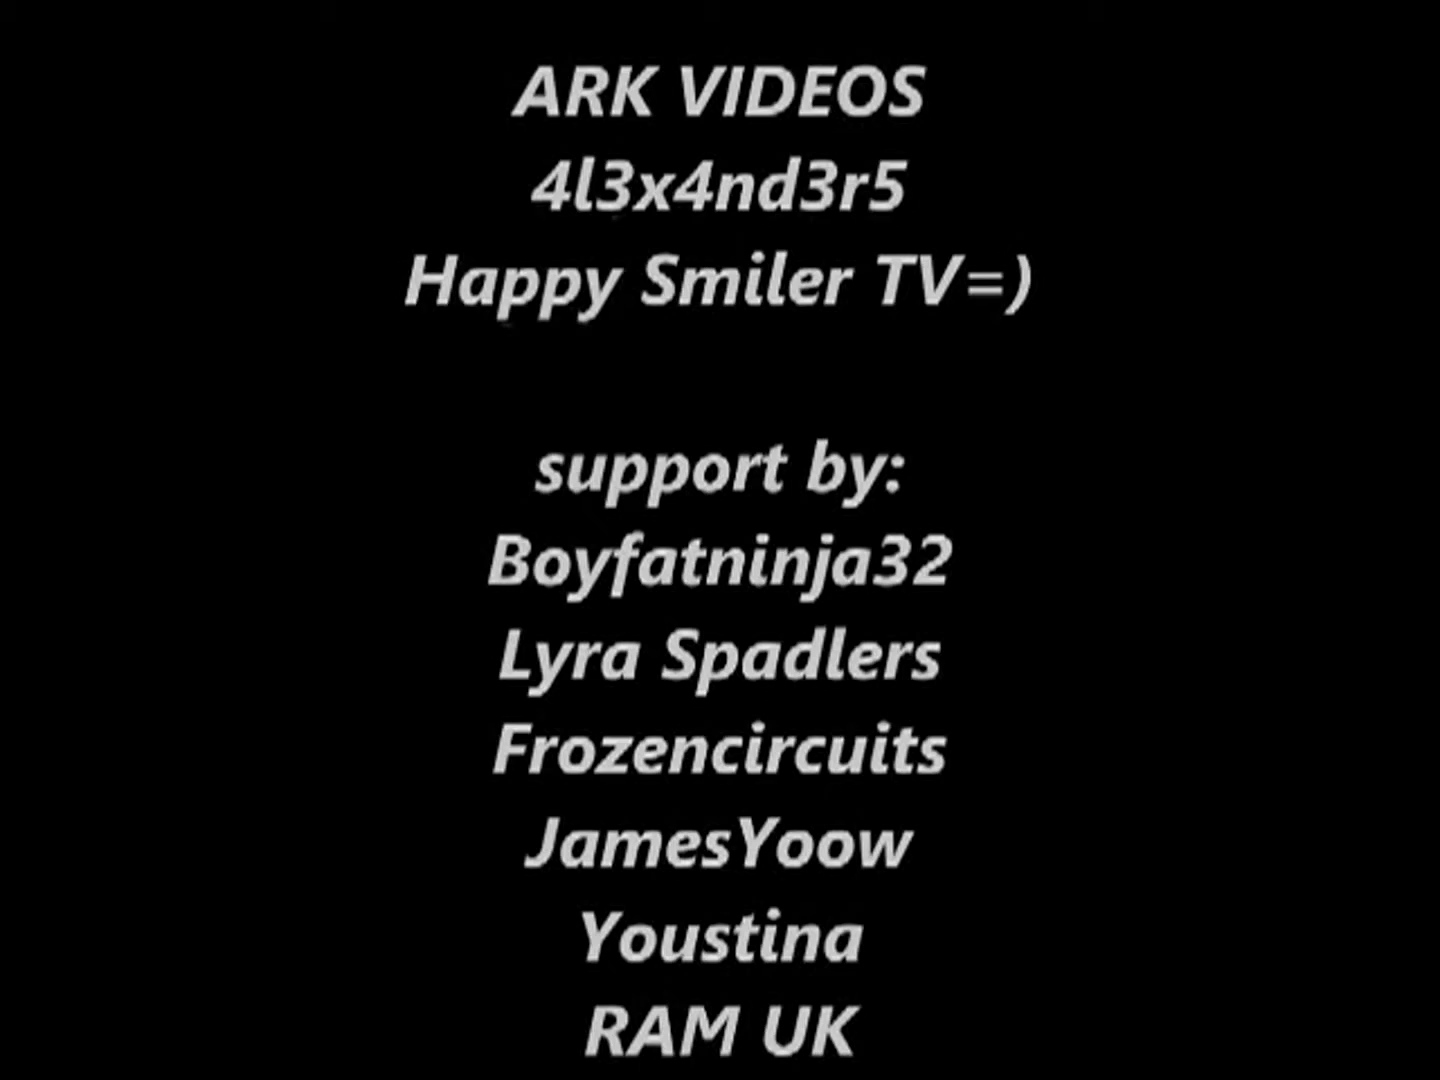 ARK VIDEOS
4l3x4nd3r5
Happy Smiler TV=)
support by:
Boyfatninja32
Lyra Spadlers
Frozencircuits
JamesYoow
Youstina
RAM UK